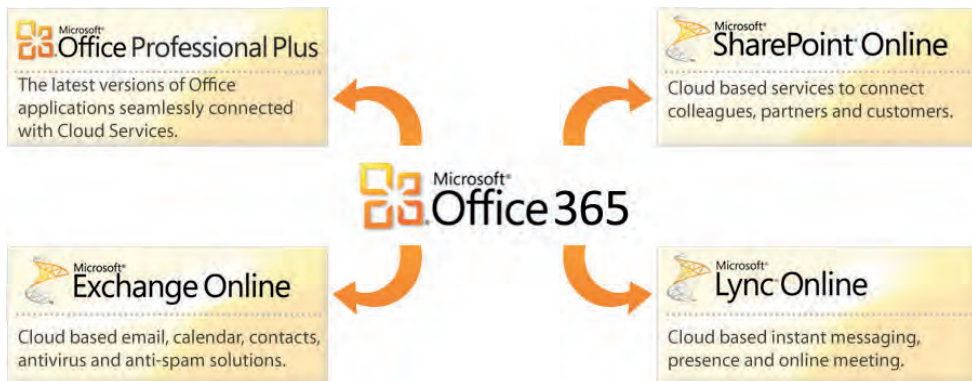 Microsoft®
Office Professional Plus
The latest versions of Office
applications seamlessly connected
with Cloud Services.
Microsoft®
SharePoint® Online
Cloud based services to connect
colleagues, partners and customers.
Microsoft®
Office 365
Microsoft®
Exchange Online
Cloud based email, calendar, contacts,
antivirus and anti-spam solutions.
Microsoft®
Lync Online
Cloud based instant messaging,
presence and online meeting.